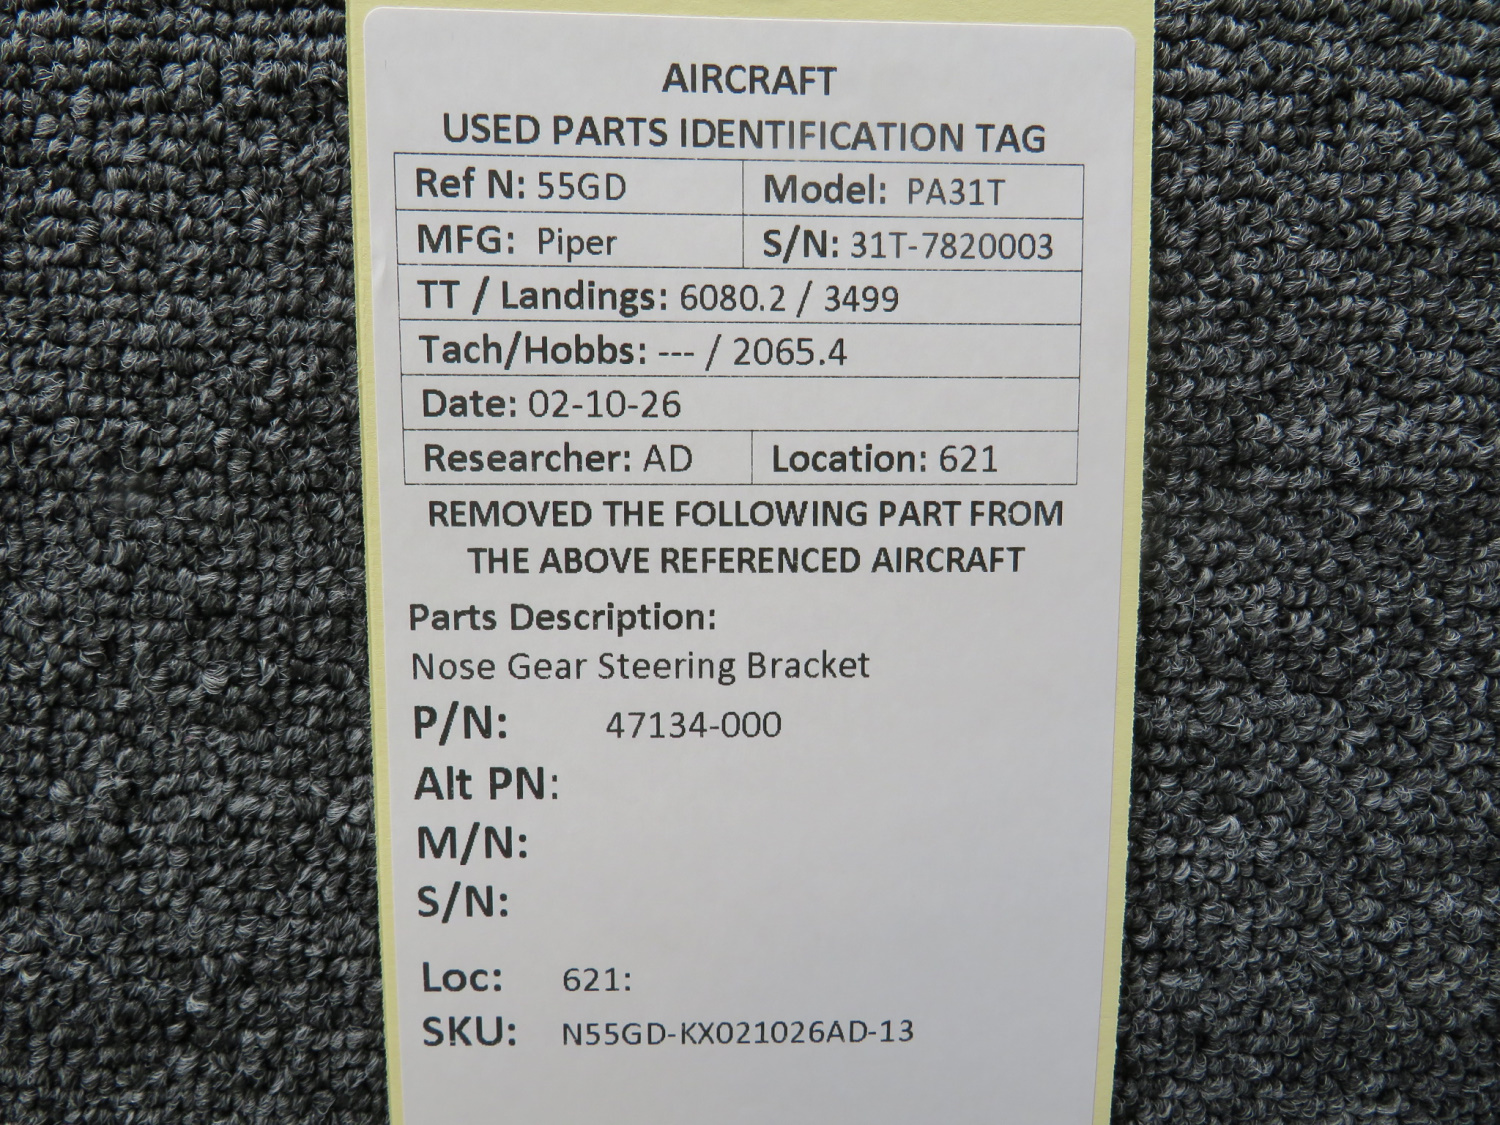 AIRCRAFT
USED PARTS IDENTIFICATION TAG
Ref N: 55GD Model: PA31T
MFG: Piper S/N: 31T-7820003
TT / Landings: 6080.2 / 3499
Tach/Hobbs: --- / 2065.4
Date: 02-10-26
Researcher: AD Location: 621
REMOVED THE FOLLOWING PART FROM
THE ABOVE REFERENCED AIRCRAFT
Parts Description:
Nose Gear Steering Bracket
P/N: 47134-000
Alt PN:
M/N:
S/N:
Loc: 621:
SKU: N55GD-KX021026AD-13